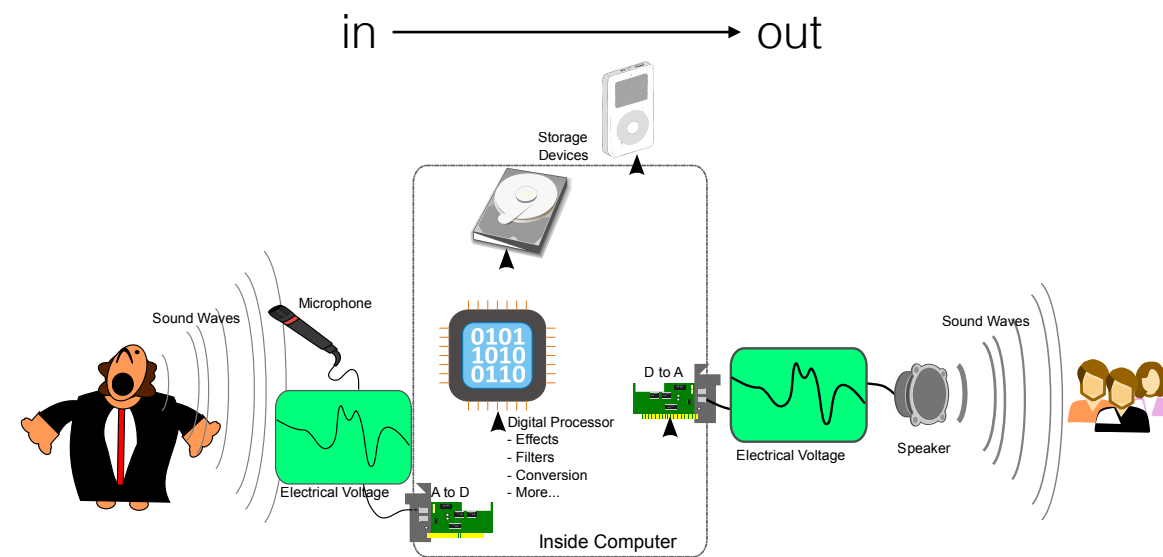 in
out
Storage
Devices
Microphone
Sound Waves
0101
1010
0110
Digital Processor
- Effects
- Filters
- Conversion
- More...
Electrical Voltage
A to D
Inside Computer
D to A
Electrical Voltage
Speaker
Sound Waves